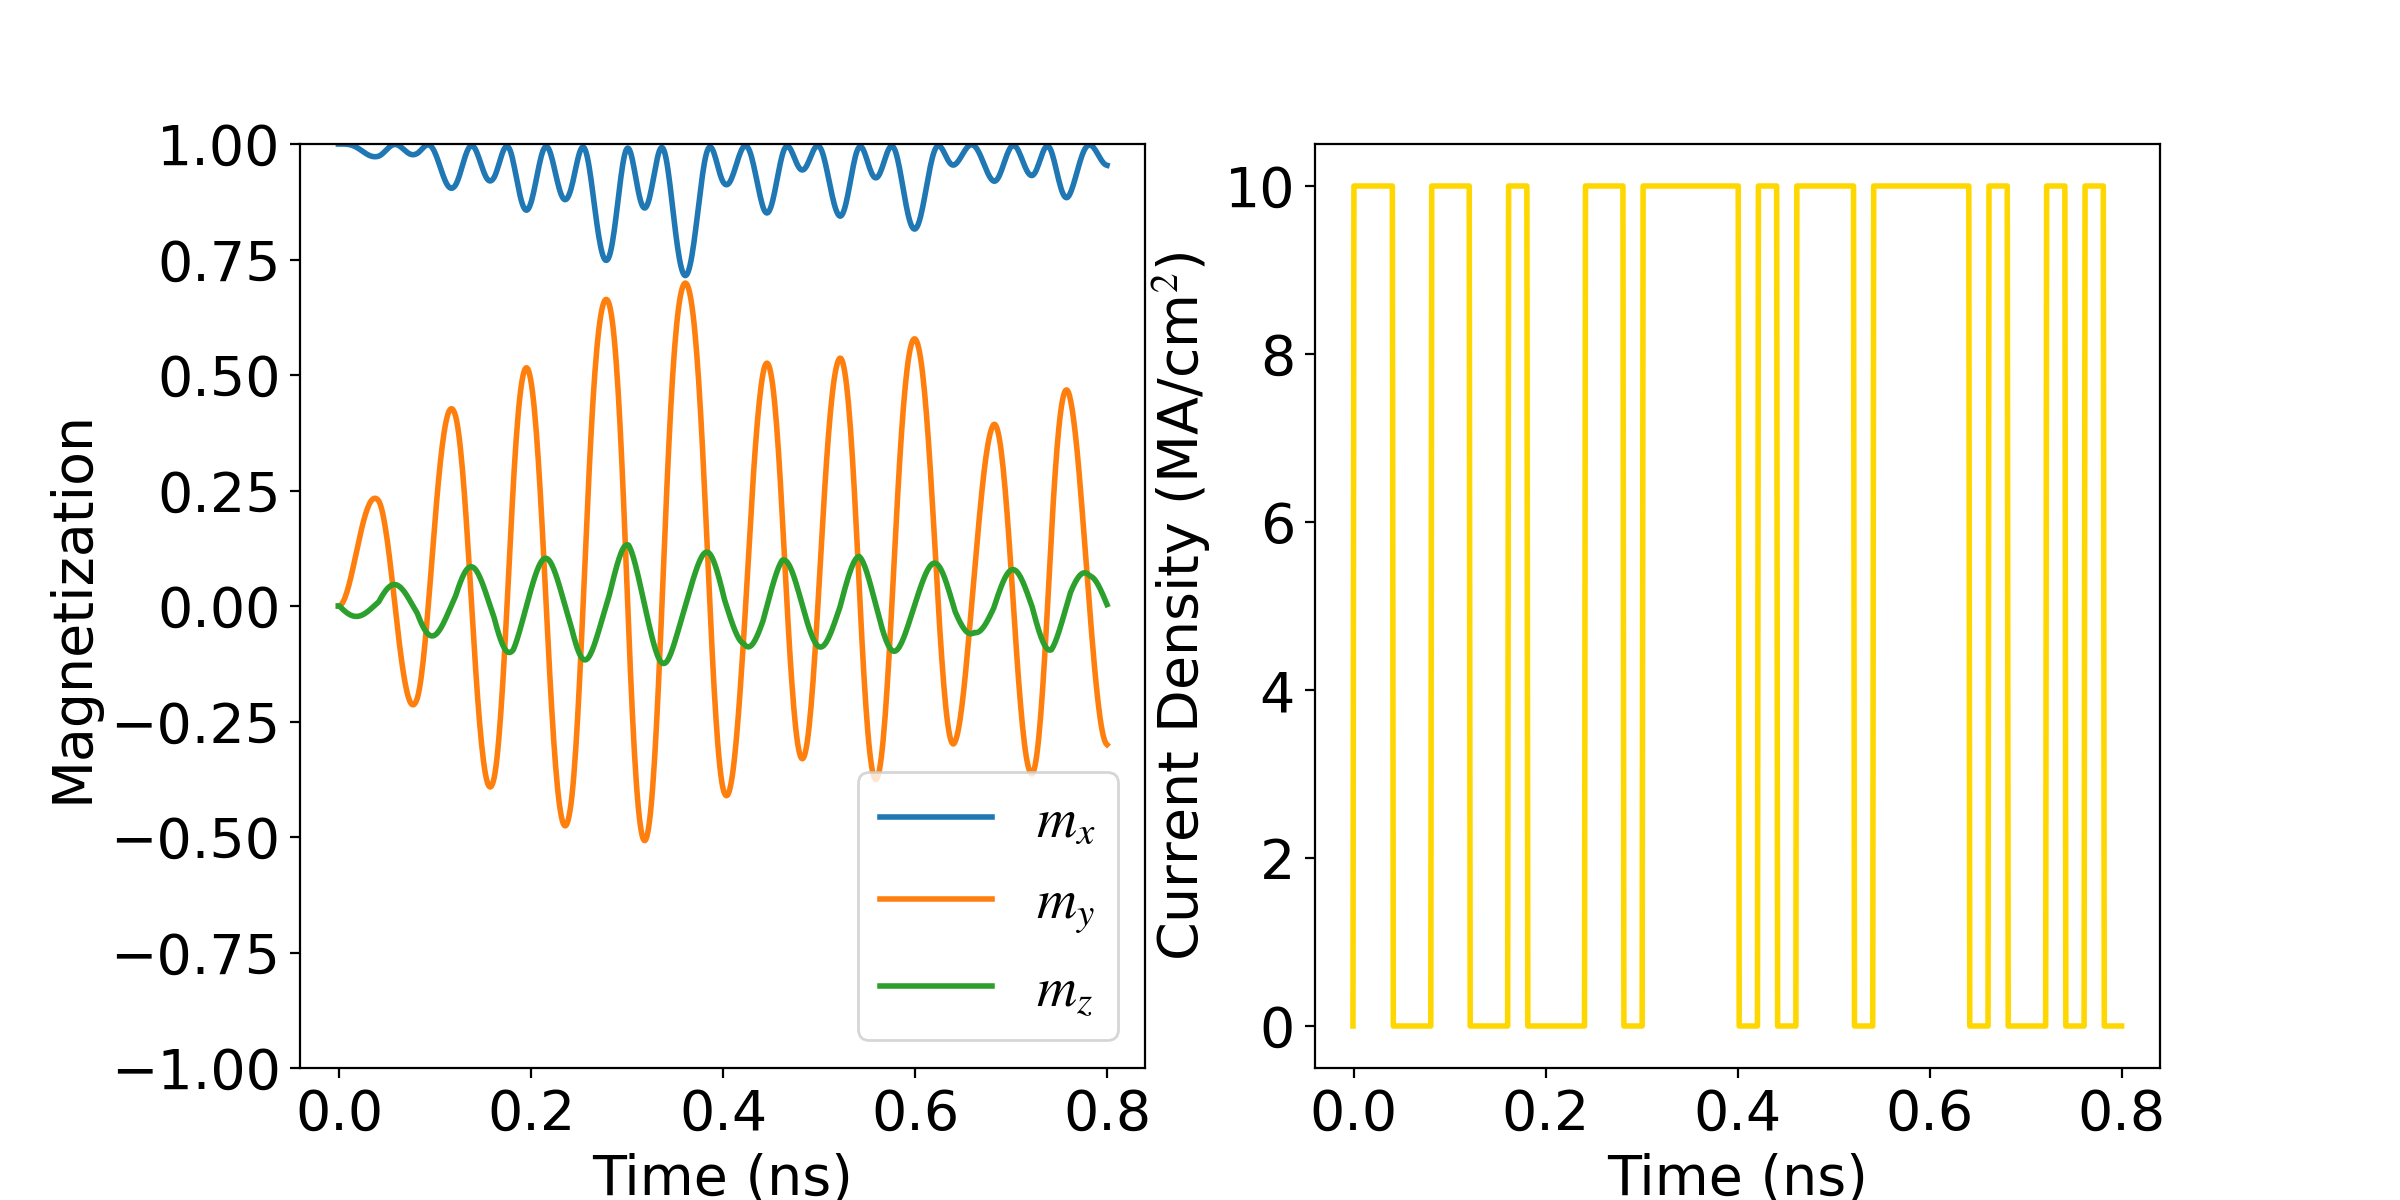 1.00
0.75
0.50
0.25
0.00
−0.25
−0.50
−0.75
−1.00
Magnetization
0.0 0.2 0.4 0.6 0.8
Time (ns)
m_x
m_y
m_z
10
8
6
4
2
0
Current Density (MA/cm²)
0.0 0.2 0.4 0.6 0.8
Time (ns)